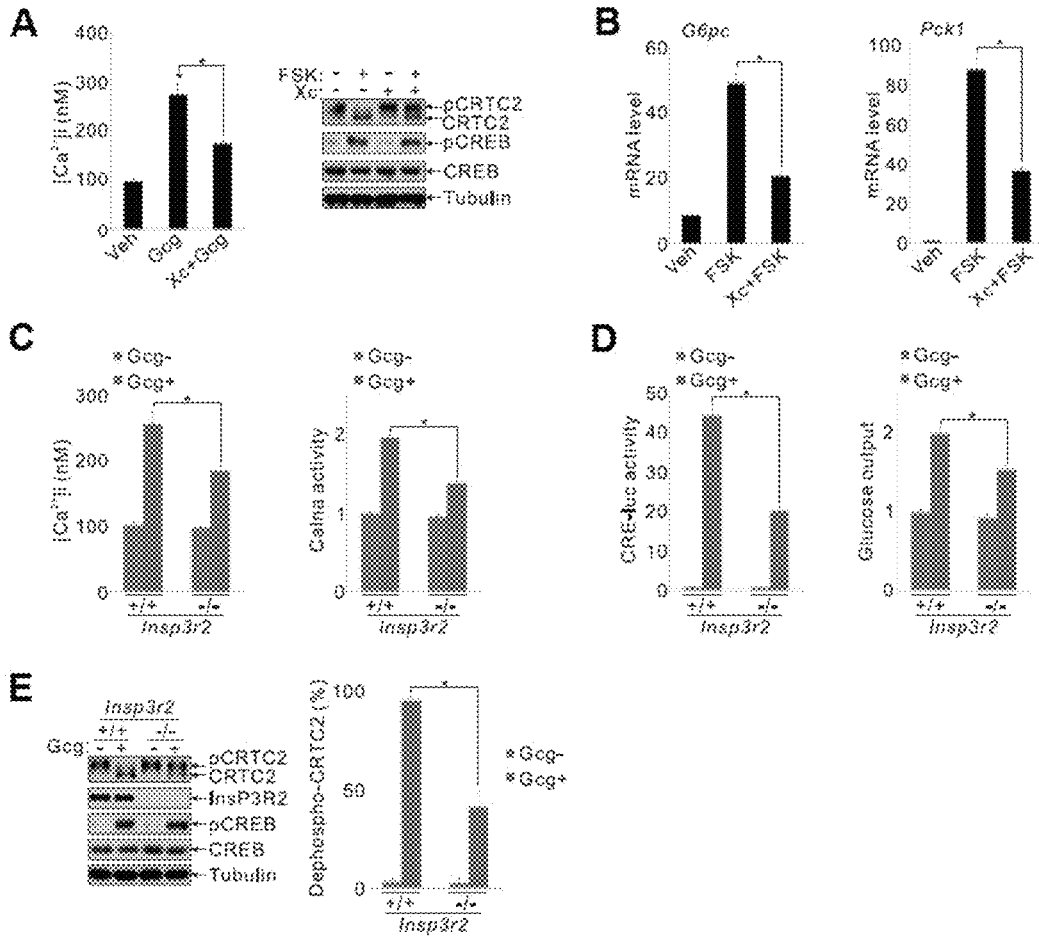 A
[Ca²⁺]i (nM)
400
300
200
100
0
*
*
Veh
Gcg
Xc+Gcg
FSK: - + - +
Xc: - - + +
pCRTC2
CRTC2
pCREB
CREB
Tubulin
B
G6pc
mRNA level
60
40
20
0
*
Veh
FSK
Xc+FSK
Pck1
mRNA level
100
80
60
40
20
0
*
Veh
FSK
Xc+FSK
C
Gcg-
Gcg+
[Ca²⁺]i (nM)
300
200
100
0
*
+/+ -/-
Insp3r2
Gcg-
Gcg+
Calna activity
2
1
0
*
+/+ -/-
Insp3r2
D
Gcg-
Gcg+
CRE-luc activity
50
40
30
20
10
0
*
+/+ -/-
Insp3r2
Gcg-
Gcg+
Glucose output
2
1
0
*
+/+ -/-
Insp3r2
E
Insp3r2
+/+ -/-
Gcg: - + - +
pCRTC2
CRTC2
InsP3R2
pCREB
CREB
Tubulin
Dephespho-CRTC2 (%)
100
50
0
*
+/+ -/-
Insp3r2
Gcg-
Gcg+